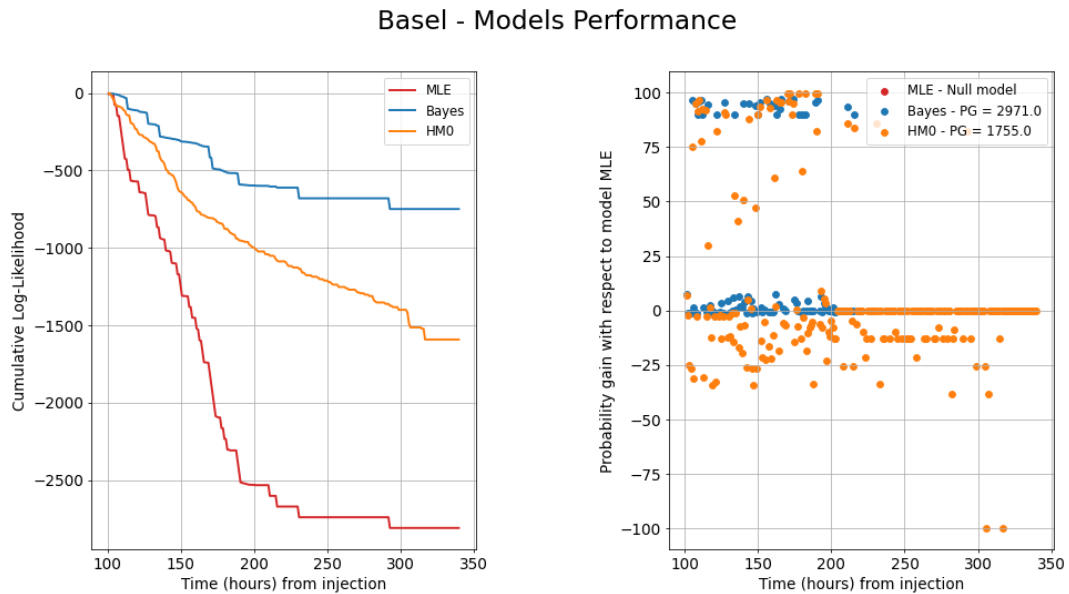 Basel - Models Performance
0
−500
−1000
−1500
−2000
−2500
100
150
200
250
300
350
Cumulative Log-Likelihood
Time (hours) from injection
MLE
Bayes
HM0
100
75
50
25
0
−25
−50
−75
−100
100
150
200
250
300
350
Probability gain with respect to model MLE
Time (hours) from injection
MLE - Null model
Bayes - PG = 2971.0
HM0 - PG = 1755.0